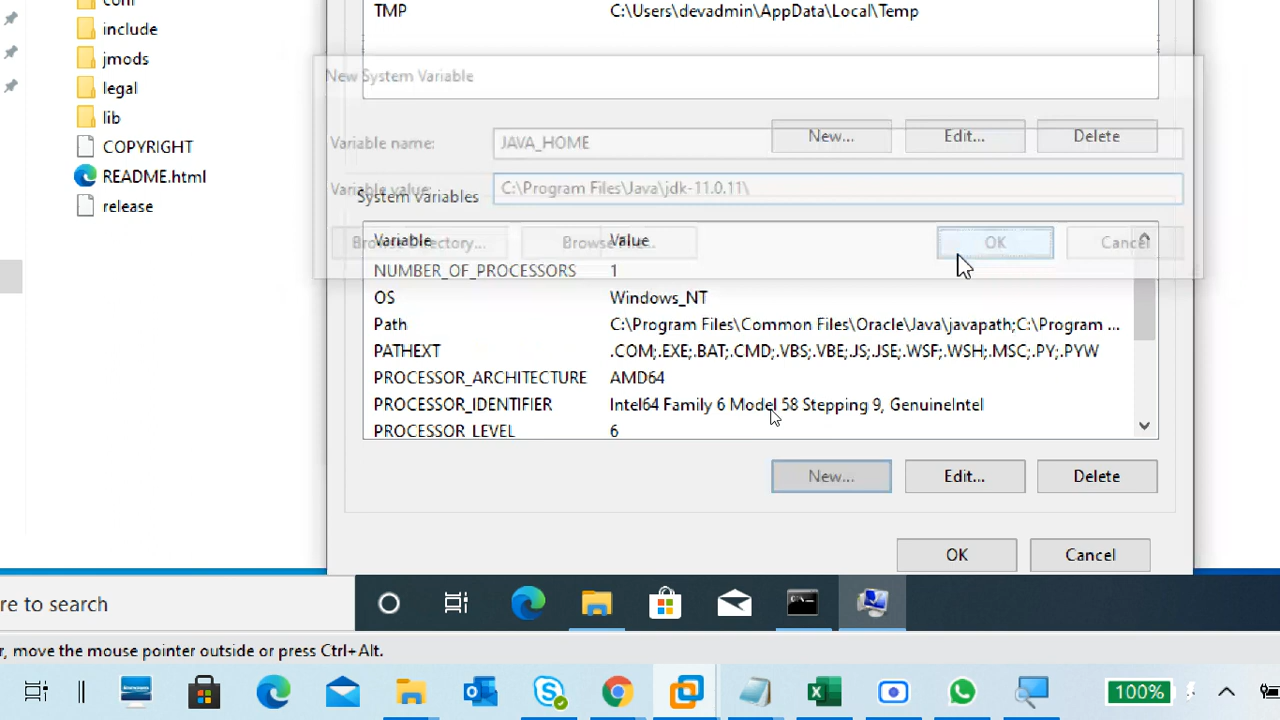 conf
TMP C:\Users\devadmin\AppData\Local\Temp
include
jmods
legal
lib
COPYRIGHT
README.html
release
New System Variable
Variable name: JAVA_HOME
New... Edit... Delete
Variable value: C:\Program Files\Java\jdk-11.0.11\
System variables
Browse Directory... Browse File... OK Cancel
Variable Value
NUMBER_OF_PROCESSORS 1
OS Windows_NT
Path C:\Program Files\Common Files\Oracle\Java\javapath;C:\Program ...
PATHEXT .COM;.EXE;.BAT;.CMD;.VBS;.VBE;.JS;.JSE;.WSF;.WSH;.MSC;.PY;.PYW
PROCESSOR_ARCHITECTURE AMD64
PROCESSOR_IDENTIFIER Intel64 Family 6 Model 58 Stepping 9, GenuineIntel
PROCESSOR_LEVEL 6
New... Edit... Delete
OK Cancel
re to search
r, move the mouse pointer outside or press Ctrl+Alt.
100%